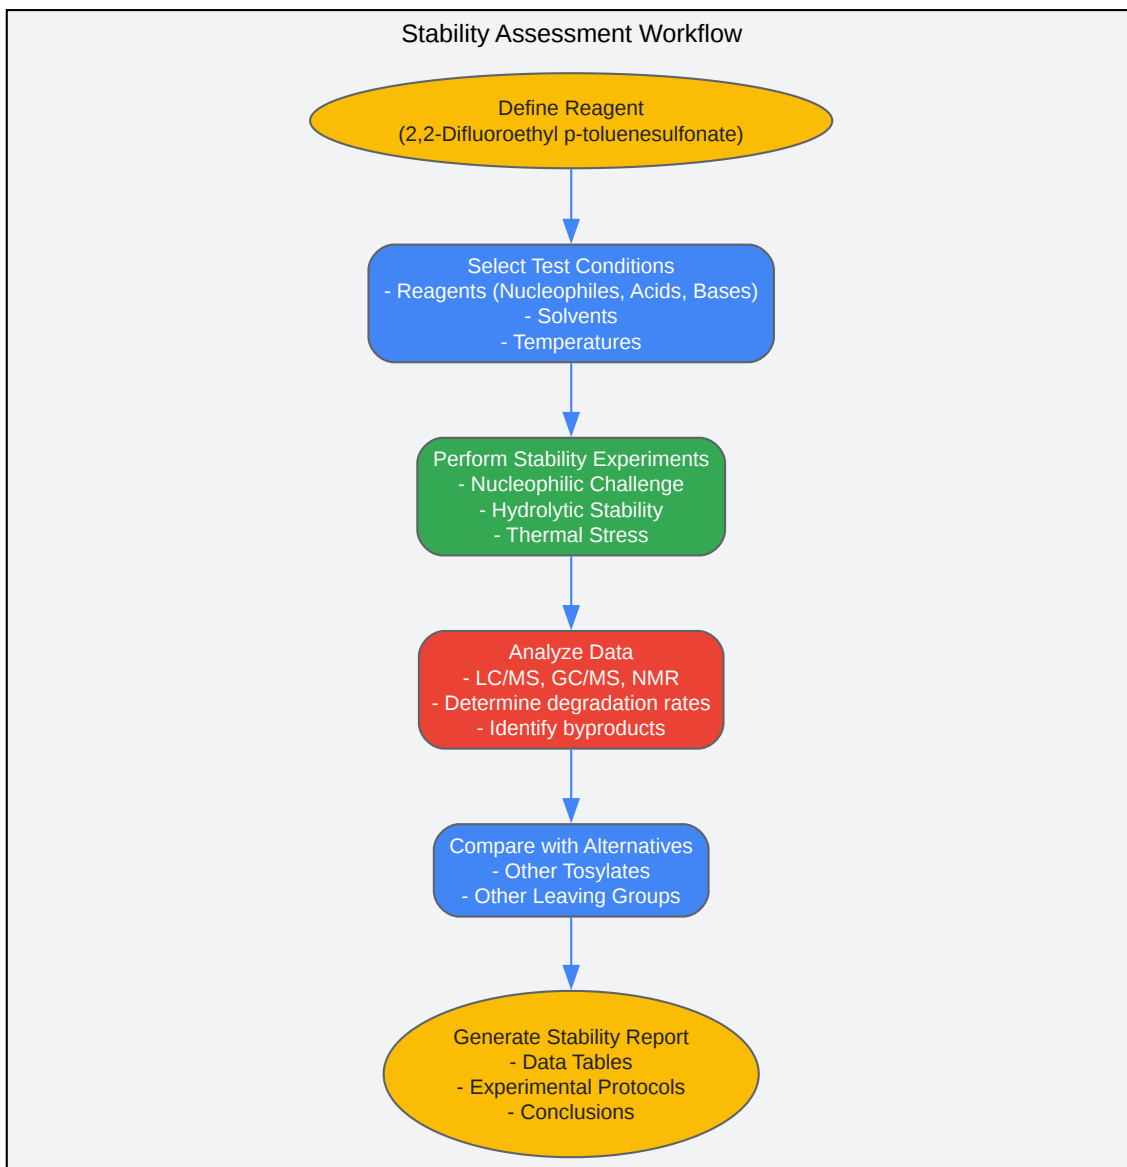 Stability Assessment Workflow
Define Reagent
(2,2-Difluoroethyl p-toluenesulfonate)
Select Test Conditions
- Reagents (Nucleophiles, Acids, Bases)
- Solvents
- Temperatures
Perform Stability Experiments
- Nucleophilic Challenge
- Hydrolytic Stability
- Thermal Stress
Analyze Data
- LC/MS, GC/MS, NMR
- Determine degradation rates
- Identify byproducts
Compare with Alternatives
- Other Tosylates
- Other Leaving Groups
Generate Stability Report
- Data Tables
- Experimental Protocols
- Conclusions